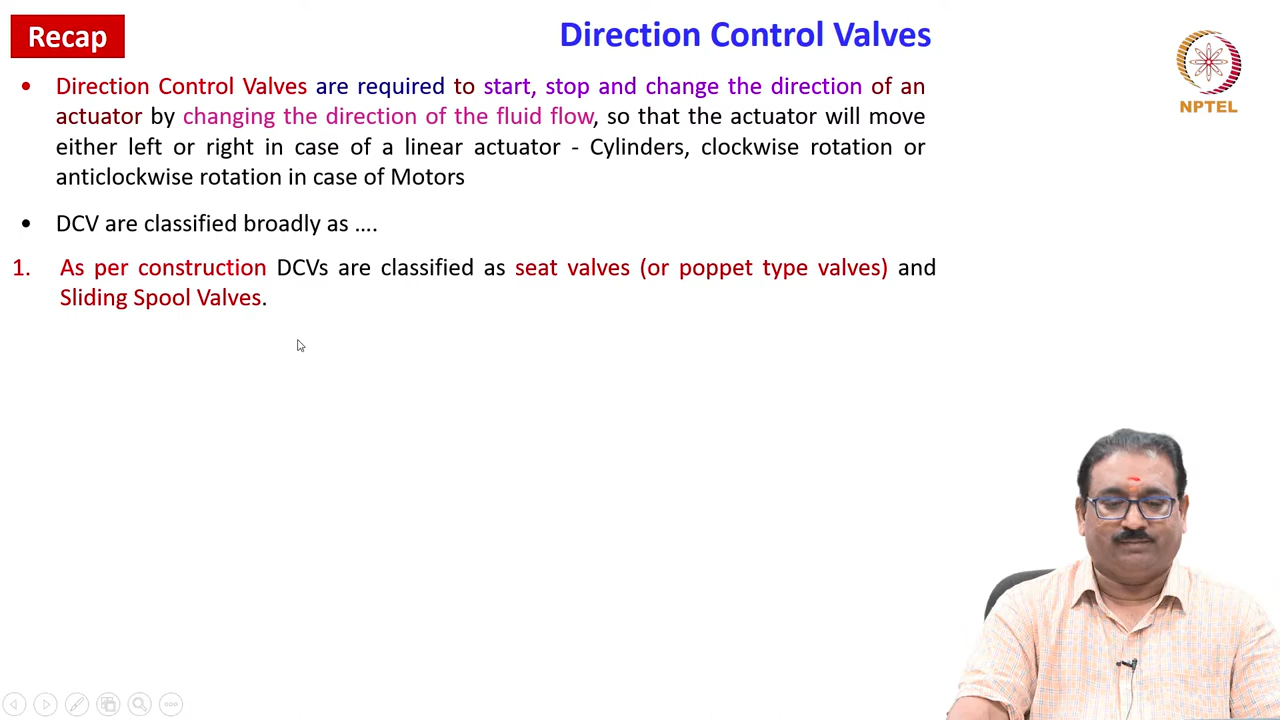 Recap
Direction Control Valves
• Direction Control Valves are required to start, stop and change the direction of an
actuator by changing the direction of the fluid flow, so that the actuator will move
either left or right in case of a linear actuator - Cylinders, clockwise rotation or
anticlockwise rotation in case of Motors
• DCV are classified broadly as ....
1. As per construction DCVs are classified as seat valves (or poppet type valves) and
Sliding Spool Valves.
NPTEL